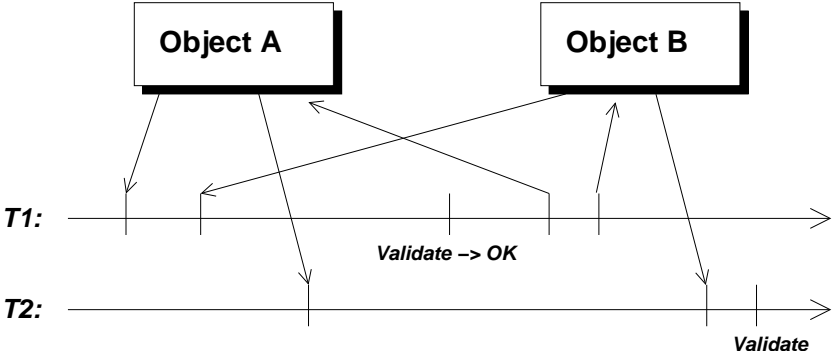 Object A
Object B
T1:
Validate –> OK
T2:
Validate